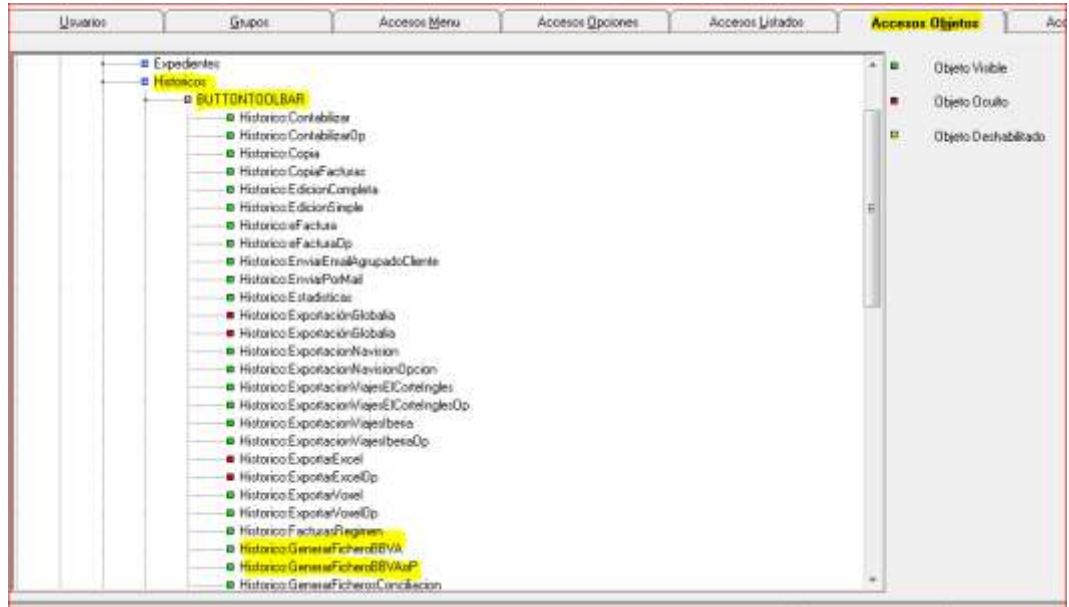 Usuarios Grupos Accesos Menu Accesos Opciones Accesos Listados Accesos Objetos Acc
Expedientes
Historicos
BUTTONTOOLBAR
Historico:Contabilizar
Historico:ContabilizarOp
Historico:Copia
Historico:CopiaFacturas
Historico:EdicionCompleta
Historico:EdicionSimple
Historico:eFactura
Historico:eFacturaOp
Historico:EnviarEmailAgrupadoCliente
Historico:EnviarPorMail
Historico:Estadisticas
Historico:ExportaciónGlobalia
Historico:ExportaciónGlobalia
Historico:ExportacionNavision
Historico:ExportacionNavisionOpcion
Historico:ExportacionViajesElCorteIngles
Historico:ExportacionViajesElCorteInglesOp
Historico:ExportacionViajesIberia
Historico:ExportacionViajesIberiaOp
Historico:ExportarExcel
Historico:ExportarExcelOp
Historico:ExportarVoxel
Historico:ExportarVoxelOp
Historico:FacturasRegimen
Historico:GenerarFicheroBBVA
Historico:GenerarFicheroBBVAoP
Historico:GenerarFicherosConciliacion
Objeto Visible
Objeto Oculto
Objeto Deshabilitado